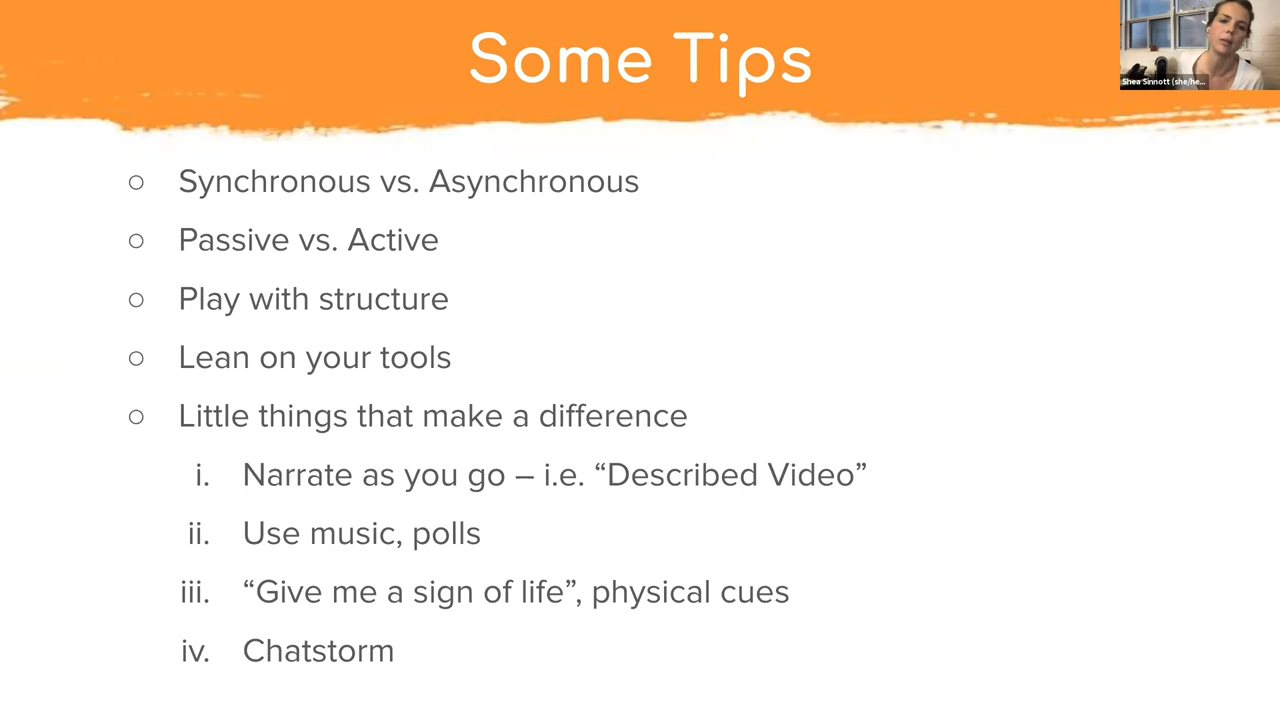 Some Tips
Shea Sinnott (she/he...
○ Synchronous vs. Asynchronous
○ Passive vs. Active
○ Play with structure
○ Lean on your tools
○ Little things that make a difference
i. Narrate as you go – i.e. “Described Video”
ii. Use music, polls
iii. “Give me a sign of life”, physical cues
iv. Chatstorm